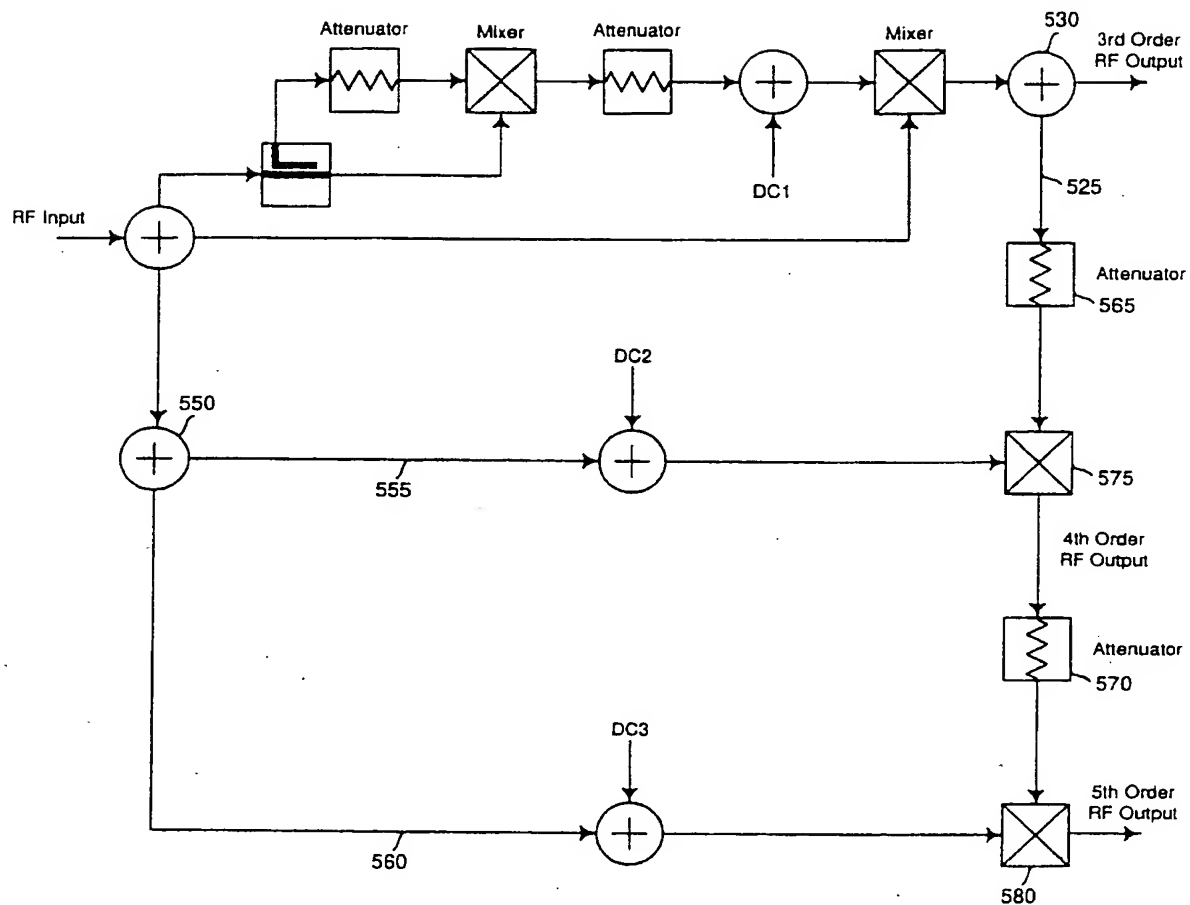 530
Attenuator
Mixer
Attenuator
Mixer
3rd Order
RF Output
DC1
525
RF Input
Attenuator
565
DC2
550
555
575
4th Order
RF Output
Attenuator
570
DC3
5th Order
RF Output
560
580